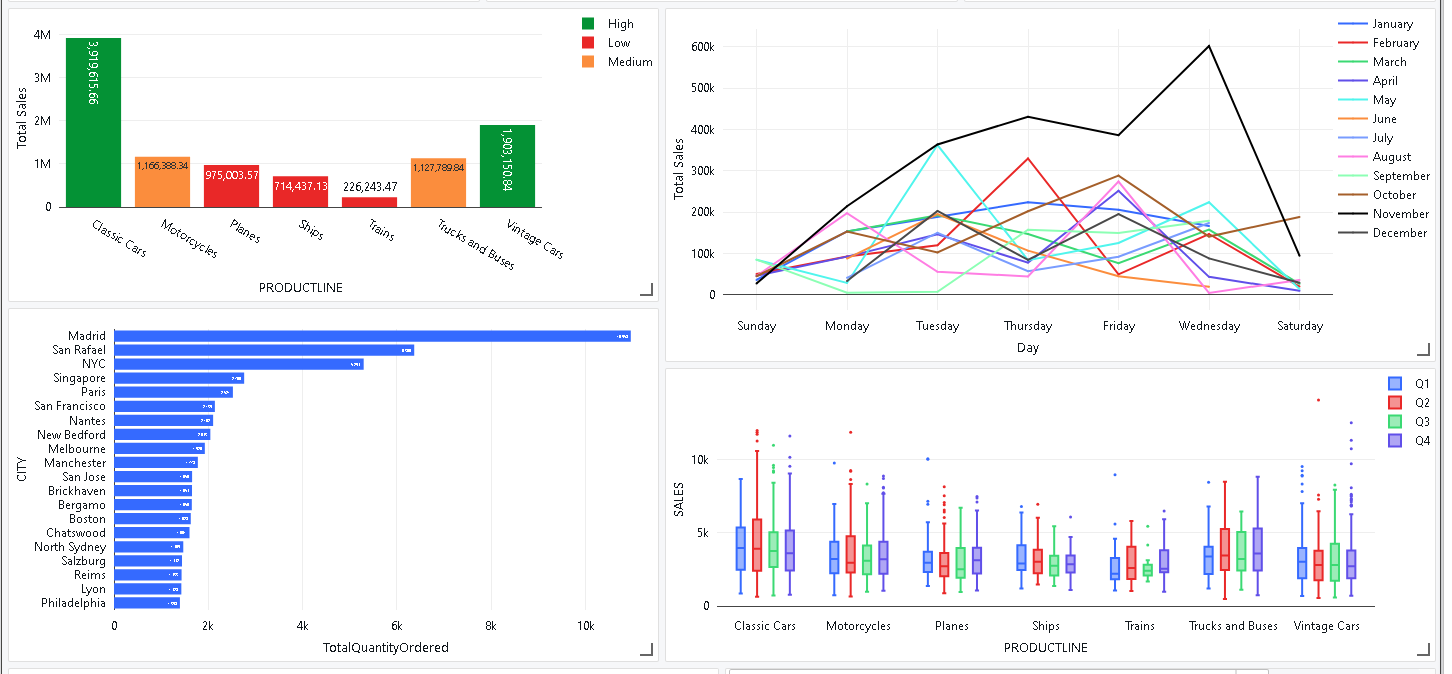 High
Low
Medium
4M
3M
2M
1M
0
Total Sales
3,919,615.66
1,166,388.34
975,003.57
714,437.13
226,243.47
1,127,789.84
1,903,150.84
Classic Cars
Motorcycles
Planes
Ships
Trains
Trucks and Buses
Vintage Cars
PRODUCTLINE
600k
500k
400k
300k
200k
100k
0
Total Sales
Sunday Monday Tuesday Thursday Friday Wednesday Saturday
Day
January
February
March
April
May
June
July
August
September
October
November
December
CITY
Madrid
San Rafael
NYC
Singapore
Paris
San Francisco
Nantes
New Bedford
Melbourne
Manchester
San Jose
Brickhaven
Bergamo
Boston
Chatswood
North Sydney
Salzburg
Reims
Lyon
Philadelphia
0 2k 4k 6k 8k 10k
TotalQuantityOrdered
Q1
Q2
Q3
Q4
10k
5k
0
SALES
Classic Cars Motorcycles Planes Ships Trains Trucks and Buses Vintage Cars
PRODUCTLINE